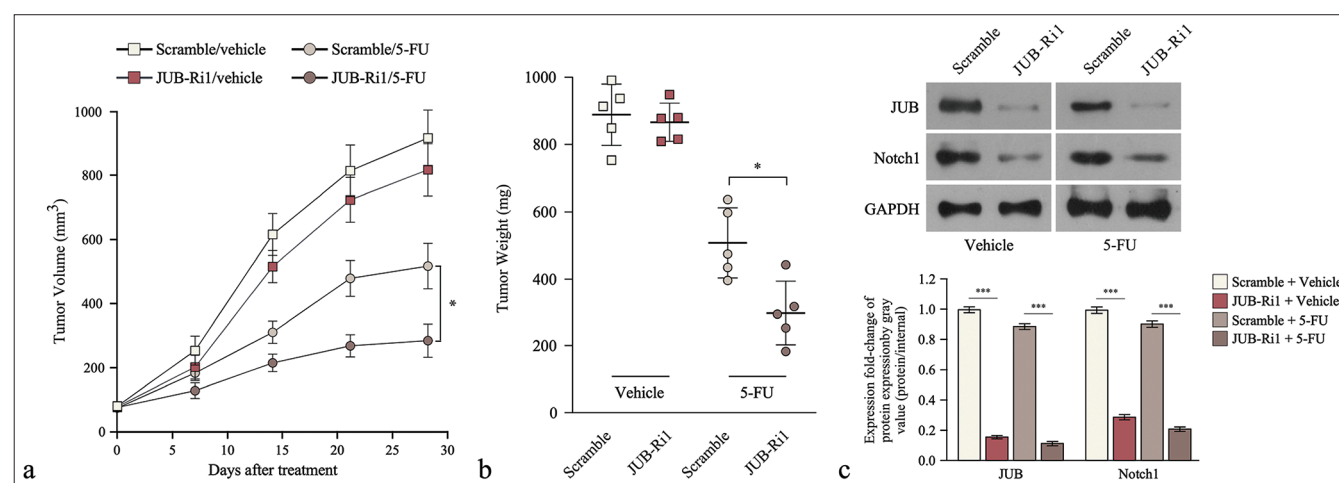 Scramble/vehicle
Scramble/5-FU
JUB-Ri1/vehicle
JUB-Ri1/5-FU
1000
800
600
400
200
0
Tumor Volume (mm3)
*
0
5
10
15
20
25
30
Days after treatment
a
1000
800
600
400
200
0
Tumor Weight (mg)
*
Vehicle
5-FU
Scramble
JUB-Ri1
Scramble
JUB-Ri1
b
Scramble
JUB-Ri1
Scramble
JUB-Ri1
JUB
Notch1
GAPDH
Vehicle
5-FU
Expression fold-change of
protein expressionby gray
value (protein/internal)
1.2
1.0
0.8
0.6
0.4
0.2
0.0
***
***
***
***
JUB
Notch1
Scramble + Vehicle
JUB-Ri1 + Vehicle
Scramble + 5-FU
JUB-Ri1 + 5-FU
c